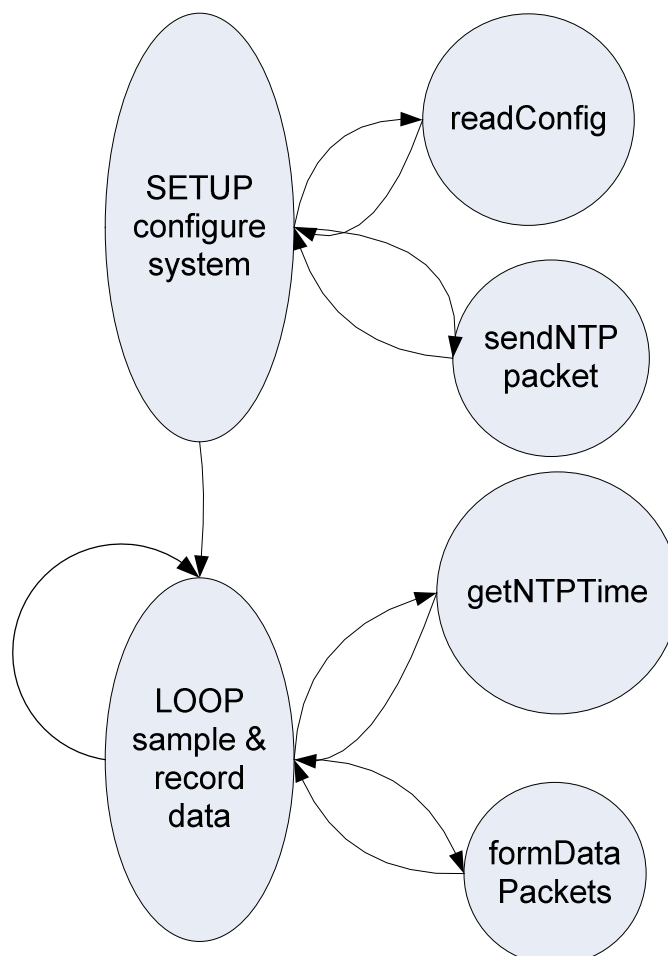 readConfig
SETUP
configure
system
sendNTP
packet
getNTPTime
LOOP
sample &
record
data
formData
Packets